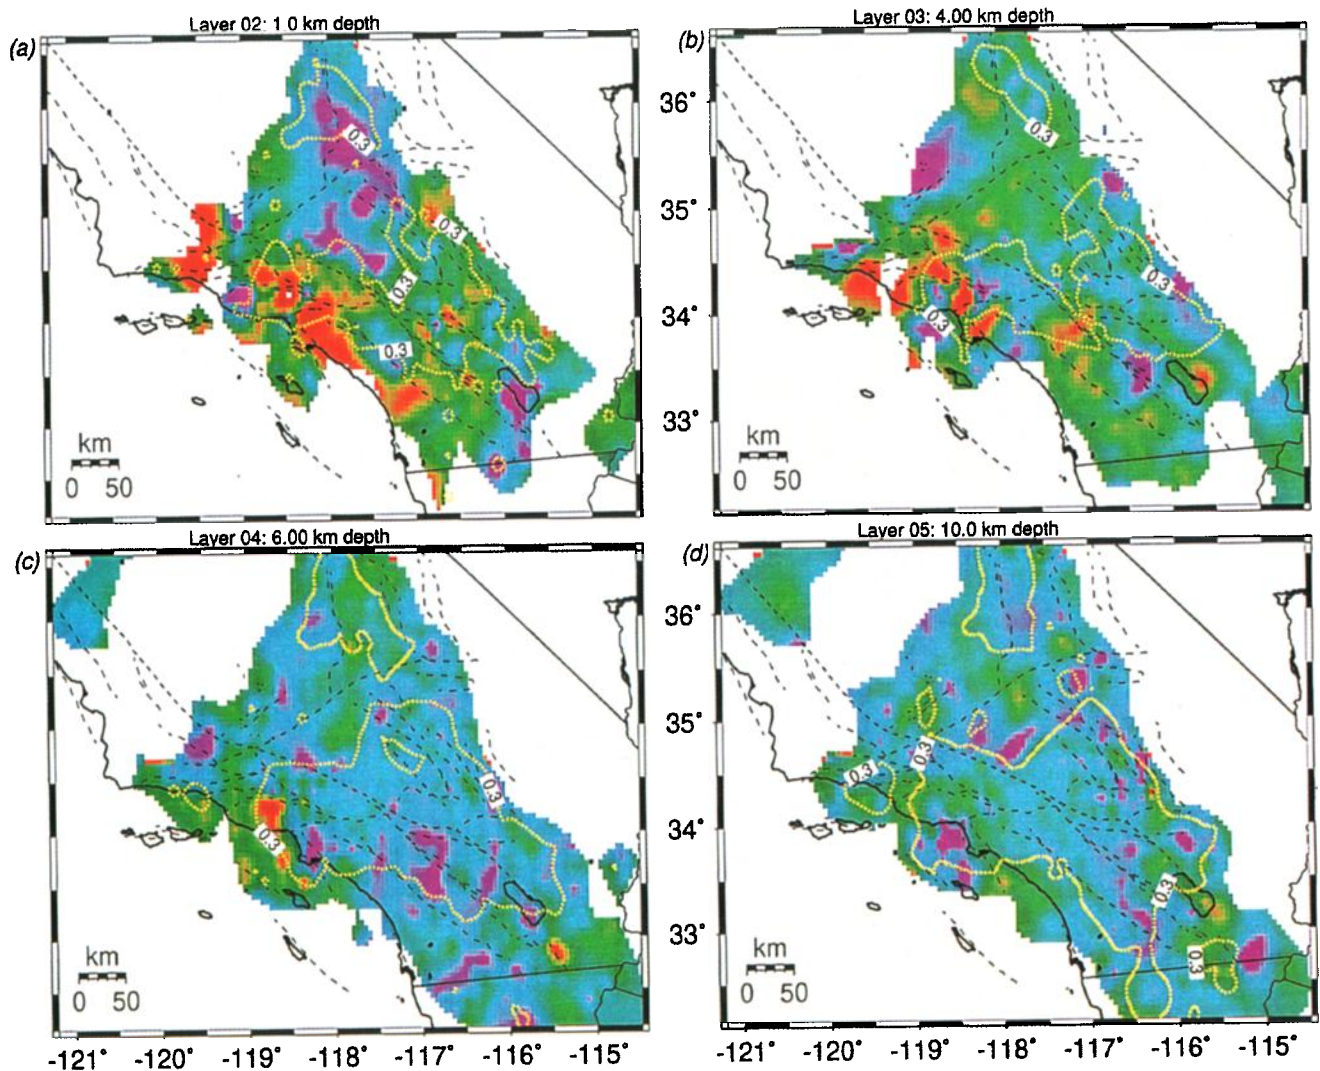 Layer 02: 1 0 km depth
Layer 03: 4.00 km depth
(a)
(b)
36°
0.3
0.3
35°
0.3
0.3
0.3
34°
0.3
0.3
33°
km
0 50
km
0 50
Layer 04: 6.00 km depth
Layer 05: 10.0 km depth
(c)
(d)
36°
35°
0.3
0.3
0.3
34°
0.3
0.3
33°
0.3
km
0 50
km
0 50
-121° -120° -119° -118° -117° -116° -115°
-121° -120° -119° -118° -117° -116° -115°